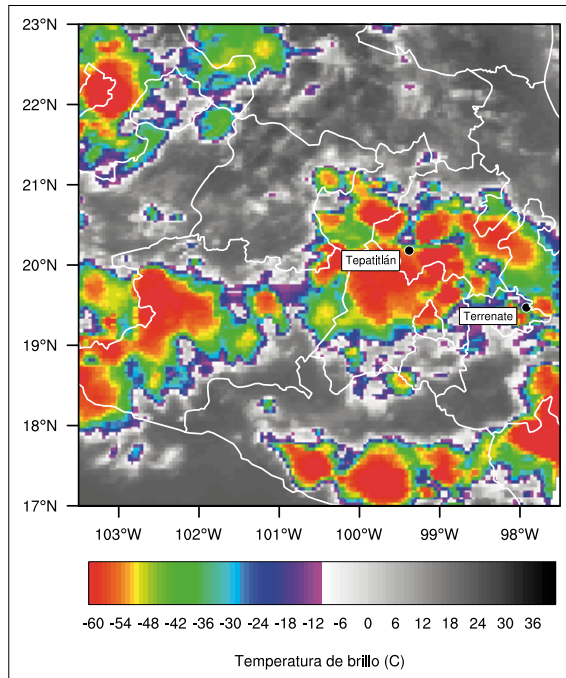 23°N
22°N
21°N
20°N
19°N
18°N
17°N
Tepatitlán
Terrenate
103°W 102°W 101°W 100°W 99°W 98°W
-60 -54 -48 -42 -36 -30 -24 -18 -12 -6 0 6 12 18 24 30 36
Temperatura de brillo (C)